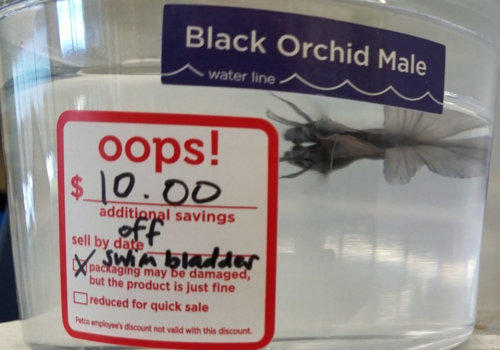 Black Orchid Male
water line
oops!
$ 10.00
additional savings
off
sell by date
swim bladder
X packaging may be damaged,
but the product is just fine
reduced for quick sale
Petco employee's discount not valid with this discount.